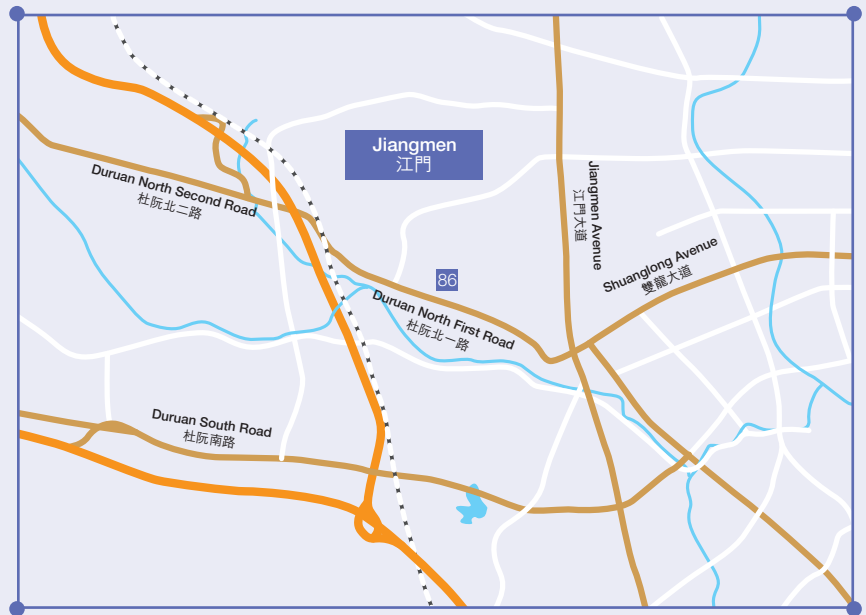 Jiangmen
江門
Duruan North Second Road
杜阮北二路
Jiangmen Avenue
江門大道
Shuanglong Avenue
雙龍大道
86
Duruan North First Road
杜阮北一路
Duruan South Road
杜阮南路